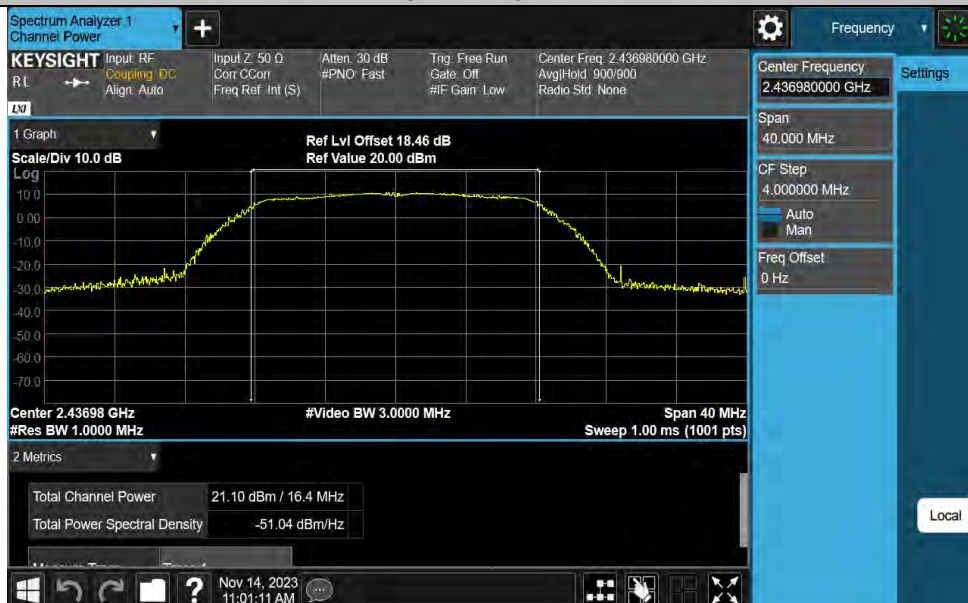 Spectrum Analyzer 1
Channel Power
+
Frequency
KEYSIGHT
Input: RF
Coupling: DC
Align: Auto
Input Z: 50 Ω
Corr CCorr
Freq Ref: Int (S)
Atten: 30 dB
#PNO: Fast
Trig: Free Run
Gate: Off
#IF Gain: Low
Center Freq: 2.436980000 GHz
Avg|Hold: 900/900
Radio Std: None
LXI
1 Graph
Scale/Div 10.0 dB
Ref Lvl Offset 18.46 dB
Ref Value 20.00 dBm
Log
10.0
0.00
-10.0
-20.0
-30.0
-40.0
-50.0
-60.0
-70.0
Center 2.43698 GHz
#Res BW 1.0000 MHz
#Video BW 3.0000 MHz
Span 40 MHz
Sweep 1.00 ms (1001 pts)
2 Metrics
Total Channel Power 21.10 dBm / 16.4 MHz
Total Power Spectral Density -51.04 dBm/Hz
?
Nov 14, 2023
11:01:11 AM
Center Frequency
2.436980000 GHz
Span
40.000 MHz
CF Step
4.000000 MHz
Auto
Man
Freq Offset
0 Hz
Settings
Local